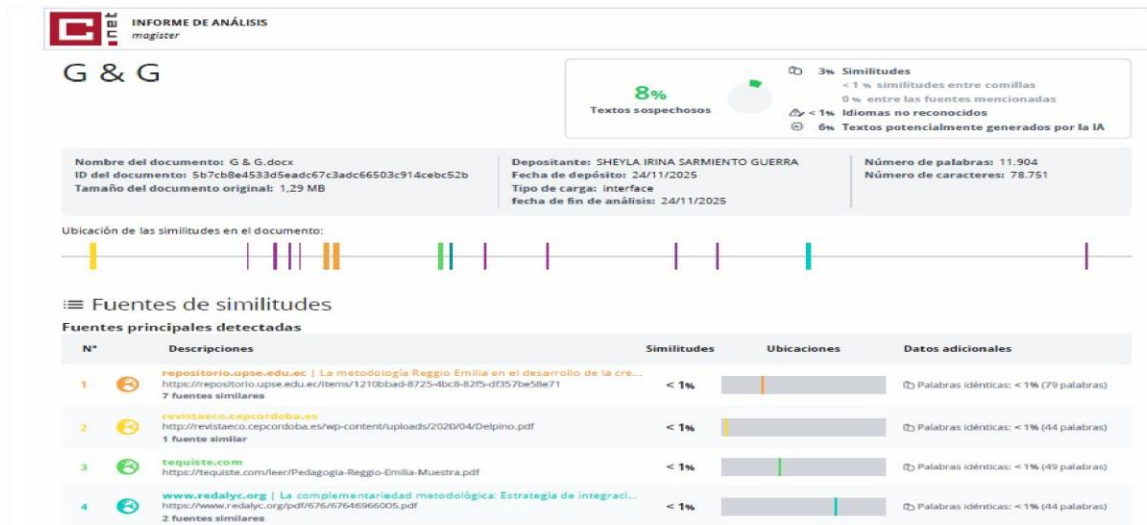 C.net
INFORME DE ANÁLISIS
magister
G & G
8%
Textos sospechosos
3% Similitudes
< 1 % similitudes entre comillas
0 % entre las fuentes mencionadas
< 1% Idiomas no reconocidos
6% Textos potencialmente generados por la IA
Nombre del documento: G & G.docx
ID del documento: 5b7cb8e4533d5eadc67c3adc66503c914cebc52b
Tamaño del documento original: 1,29 MB
Depositante: SHEYLA IRINA SARMIENTO GUERRA
Fecha de depósito: 24/11/2025
Tipo de carga: interface
fecha de fin de análisis: 24/11/2025
Número de palabras: 11.904
Número de caracteres: 78.751
Ubicación de las similitudes en el documento:
Fuentes de similitudes
Fuentes principales detectadas
N° Descripciones Similitudes Ubicaciones Datos adicionales
1 repositorio.upse.edu.ec | La metodología Reggio Emilia en el desarrollo de la cre...
https://repositorio.upse.edu.ec/items/1210bbad-8725-4bc8-82f5-df357be58e71
7 fuentes similares
< 1% Palabras idénticas: < 1% (79 palabras)
2 revistaeco.cepcordoba.es
http://revistaeco.cepcordoba.es/wp-content/uploads/2020/04/Delpino.pdf
1 fuente similar
< 1% Palabras idénticas: < 1% (44 palabras)
3 tequiste.com
https://tequiste.com/leer/Pedagogia-Reggio-Emilia-Muestra.pdf
< 1% Palabras idénticas: < 1% (49 palabras)
4 www.redalyc.org | La complementariedad metodológica: Estrategia de integraci...
https://www.redalyc.org/pdf/676/67646966005.pdf
2 fuentes similares
< 1% Palabras idénticas: < 1% (44 palabras)